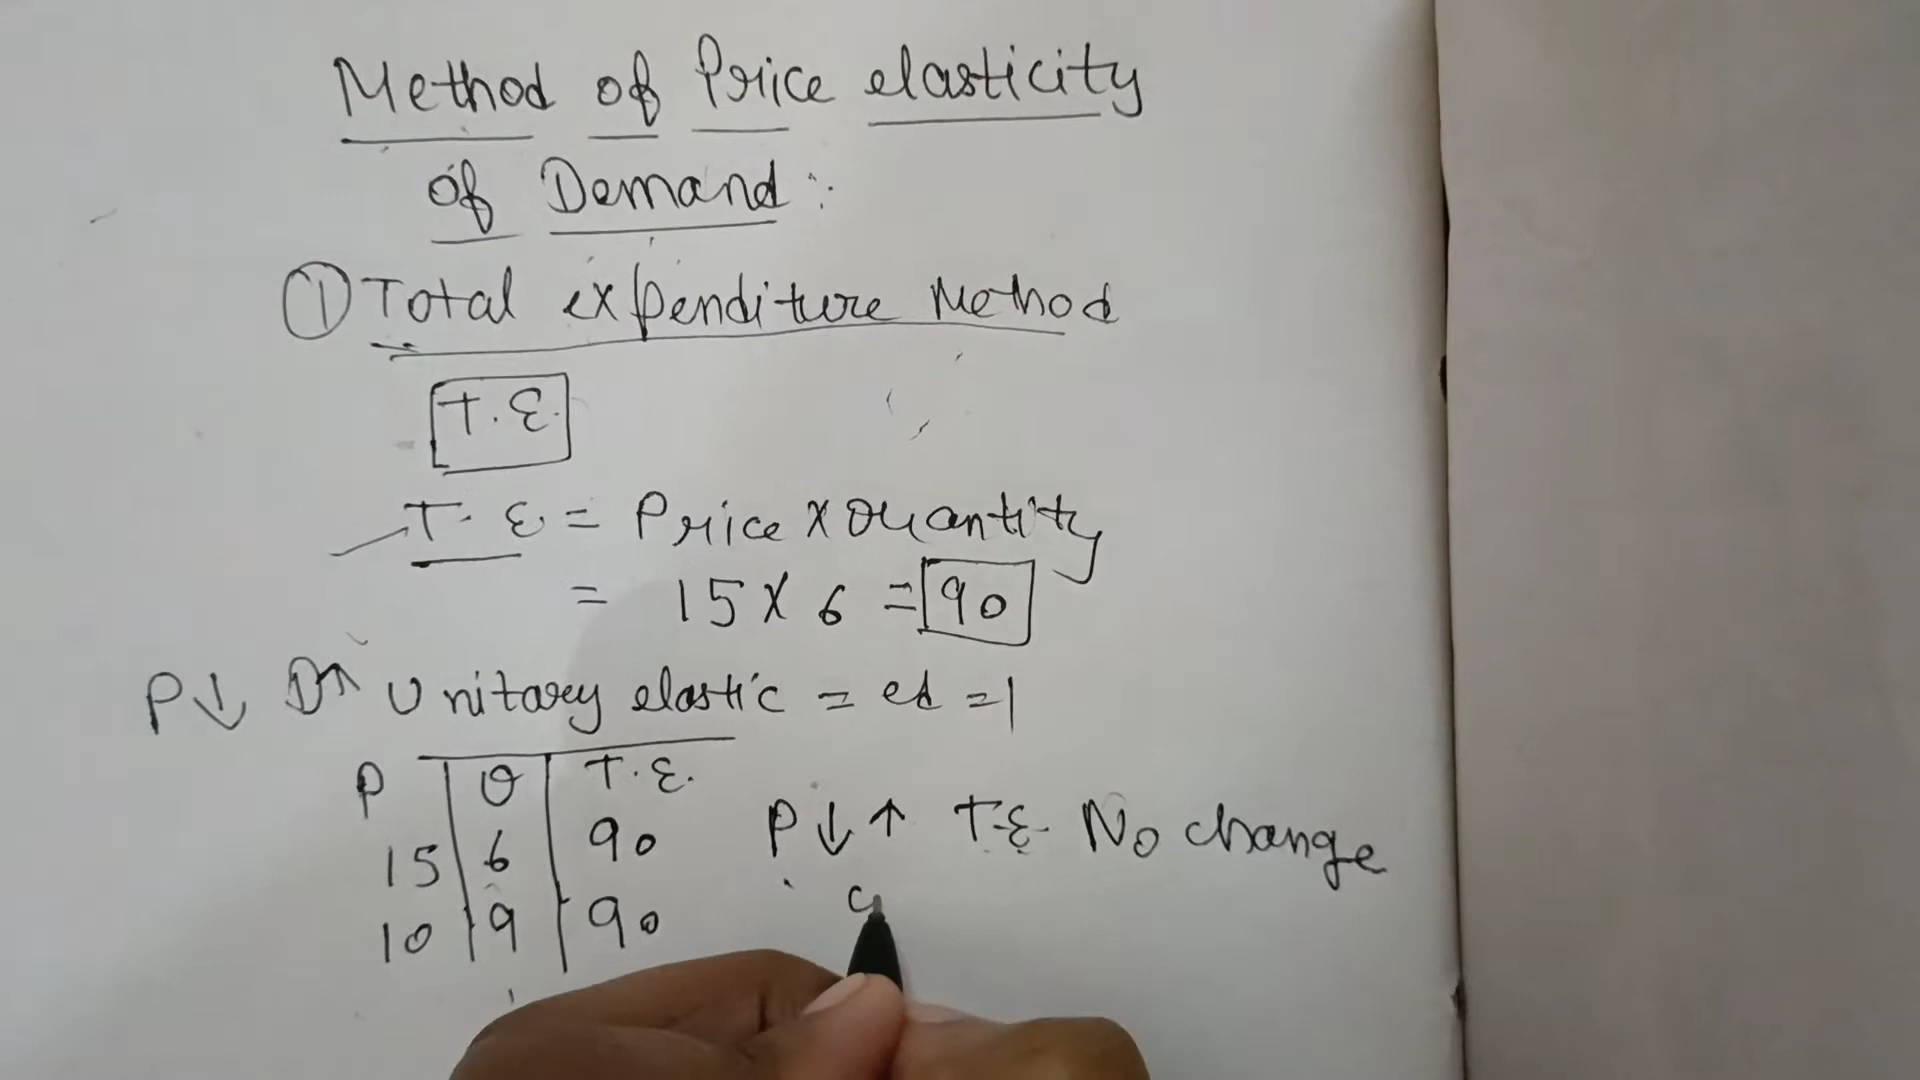 Method of Price elasticity
of Demand:
① Total expenditure Method
T.E.
T.E = Price x Quantity
= 15 x 6 = 90
P↓ D↑ Unitary elastic = ed = 1
P Q T.E.
15 6 90
10 9 90
P↓↑ T.E. No change